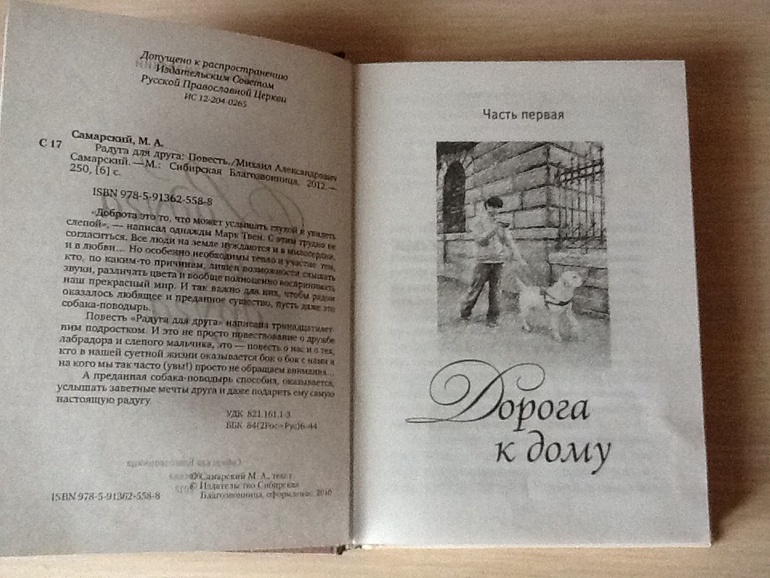 Допущено к распространению
Издательским Советом
Русской Православной Церкви
ИС 12-204-0265
Самарский, М. А.
С 17 Радуга для друга: Повесть./Михаил Александрович
Самарский. —М.: Сибирская Благозвонница, 2012.—
250, [6] с.
ISBN 978-5-91362-558-8
«Доброта это то, что может услышать глухой и увидеть
слепой», — написал однажды Марк Твен. С этим трудно не
согласиться. Все люди на земле нуждаются и в милосердии,
и в любви... Но особенно необходимы тепло и участие тем,
кто, по каким-то причинам, лишен возможности слышать
звуки, различать цвета и вообще полноценно воспринимать
наш прекрасный мир. И так важно для них, чтобы рядом
оказалось любящее и преданное существо, пусть даже это
собака-поводырь.
Повесть «Радуга для друга» написана тринадцатилет-
ним подростком. И это не просто повествование о дружбе
лабрадора и слепого мальчика, это — повесть о нас и о тех,
кто в нашей суетной жизни оказывается бок о бок с нами и
на кого мы так часто (увы!) просто не обращаем внимания...
А преданная собака-поводырь способна, оказывается,
услышать заветные мечты друга и даже подарить ему самую
настоящую радугу.
УДК 821.161.1-3
ББК 84(2Рос=Рус)6-44
© Самарский М. А., текст
© Издательство Сибирская
ISBN 978-5-91362-558-8 Благозвонница, оформление, 2010
Часть первая
Дорога
к дому